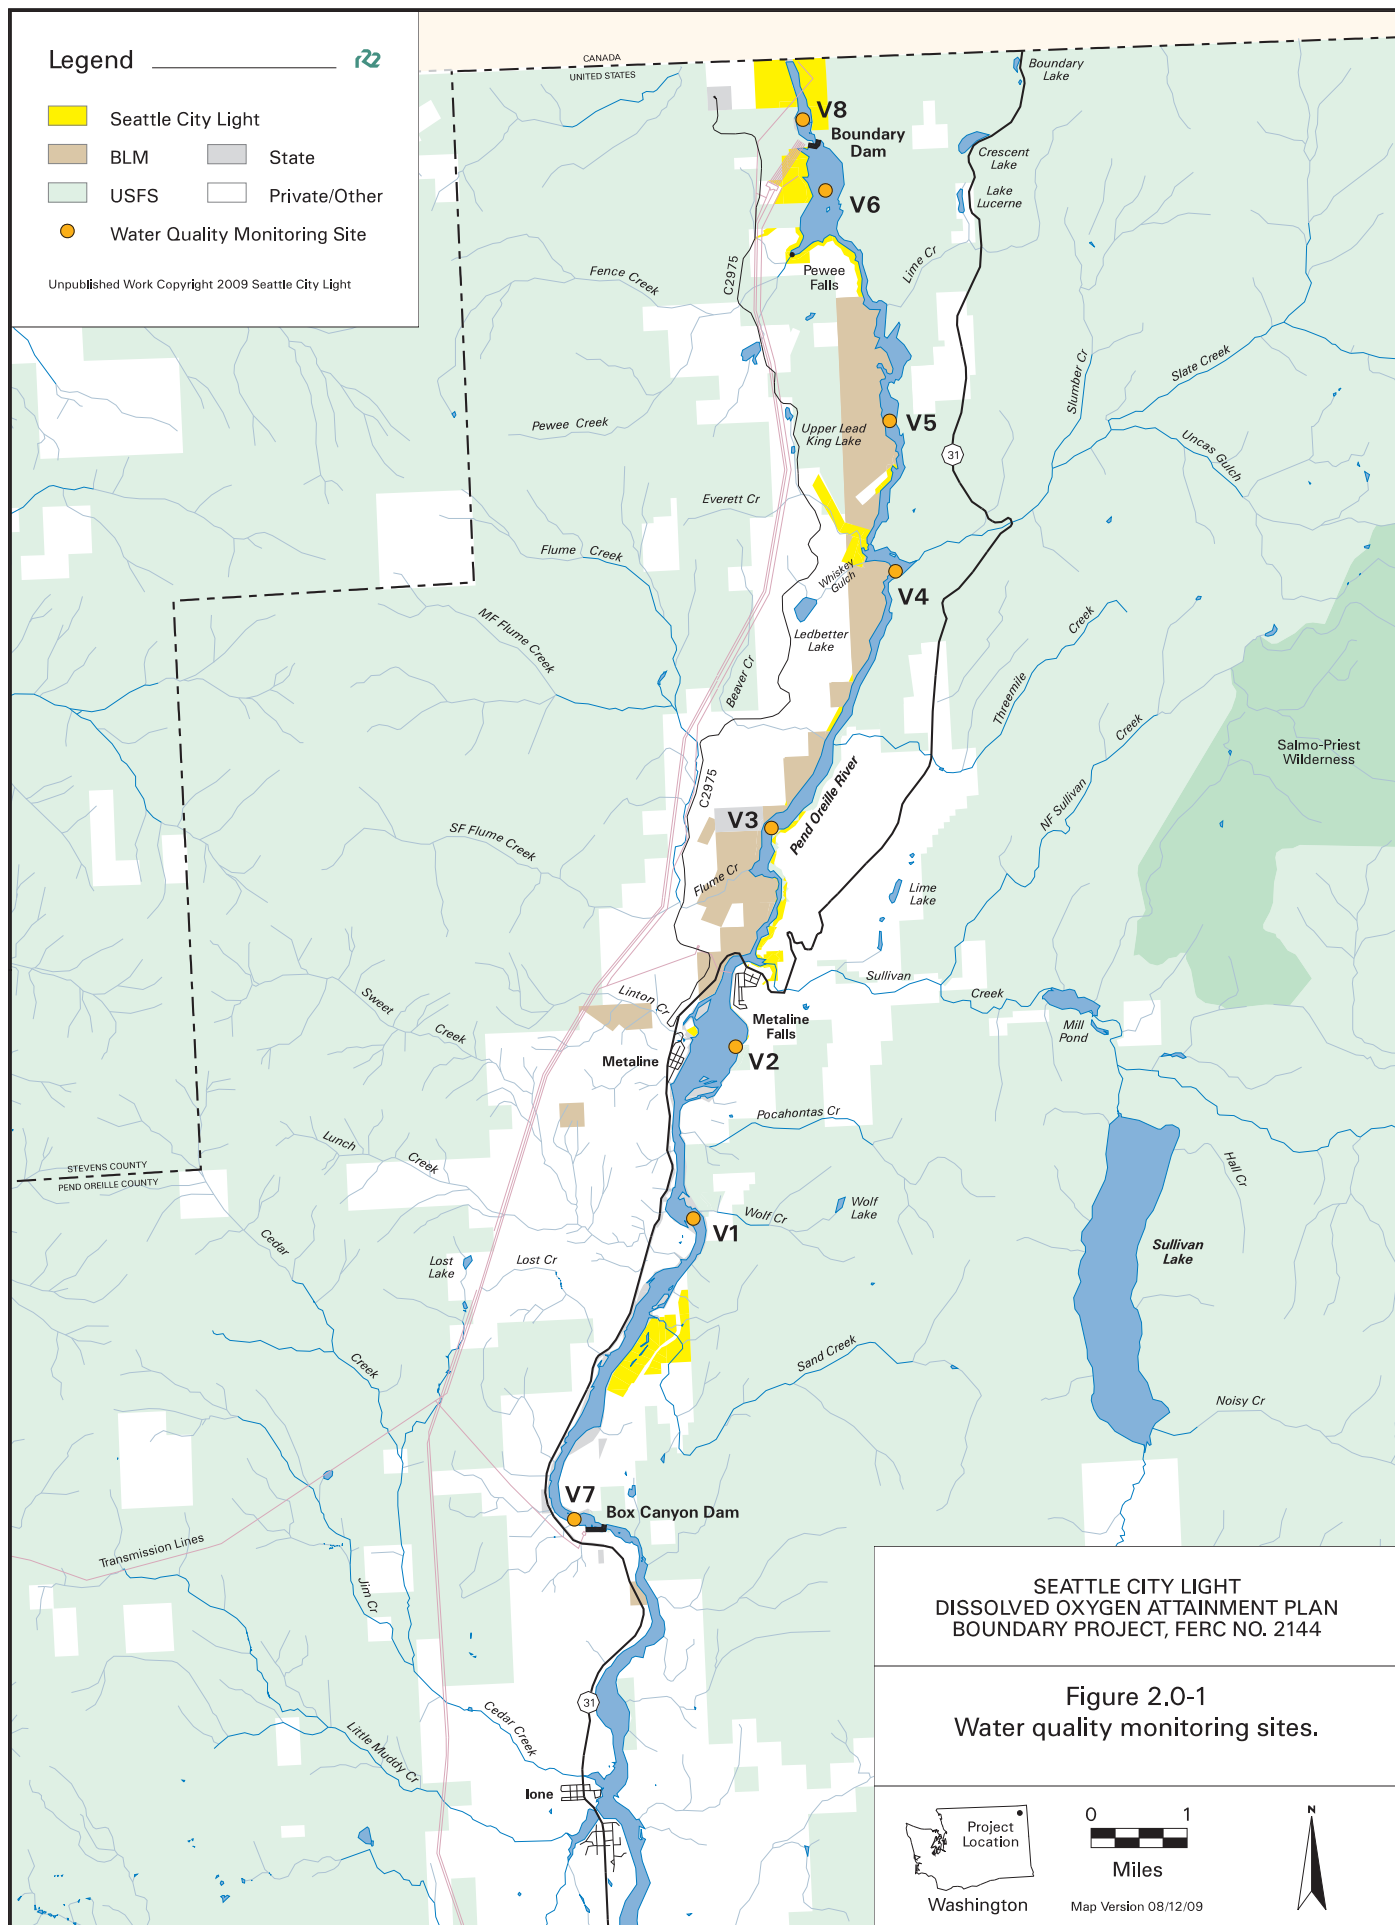 Legend
r22
Seattle City Light
BLM
State
USFS
Private/Other
Water Quality Monitoring Site
Unpublished Work Copyright 2009 Seattle City Light
CANADA
UNITED STATES
Boundary
Lake
V8
Boundary
Dam
Crescent
Lake
Lake
Lucerne
V6
C2975
Pewee
Falls
Lime Cr
Fence Creek
Slumber Cr
Slate Creek
Pewee Creek
Upper Lead
King Lake
V5
31
Uncas Gulch
Everett Cr
Flume Creek
Whiskey
Gulch
V4
MF Flume Creek
Ledbetter
Lake
Threemile Creek
Beaver Cr
NF Sullivan Creek
Salmo-Priest
Wilderness
C2975
Pend Oreille River
V3
SF Flume Creek
Flume Cr
Lime
Lake
Sullivan Creek
Sweet Creek
Linton Cr
Metaline
Falls
Mill
Pond
Metaline
V2
Pocahontas Cr
Lunch Creek
STEVENS COUNTY
PEND OREILLE COUNTY
Hall Cr
Wolf
Lake
Wolf Cr
V1
Cedar Creek
Lost
Lake
Lost Cr
Sullivan
Lake
Sand Creek
Noisy Cr
V7
Box Canyon Dam
Transmission Lines
Jim Cr
31
Cedar Creek
Little Muddy Cr
Ione
SEATTLE CITY LIGHT
DISSOLVED OXYGEN ATTAINMENT PLAN
BOUNDARY PROJECT, FERC NO. 2144
Figure 2.0-1
Water quality monitoring sites.
Project
Location
Washington
0 1
Miles
Map Version 08/12/09
N